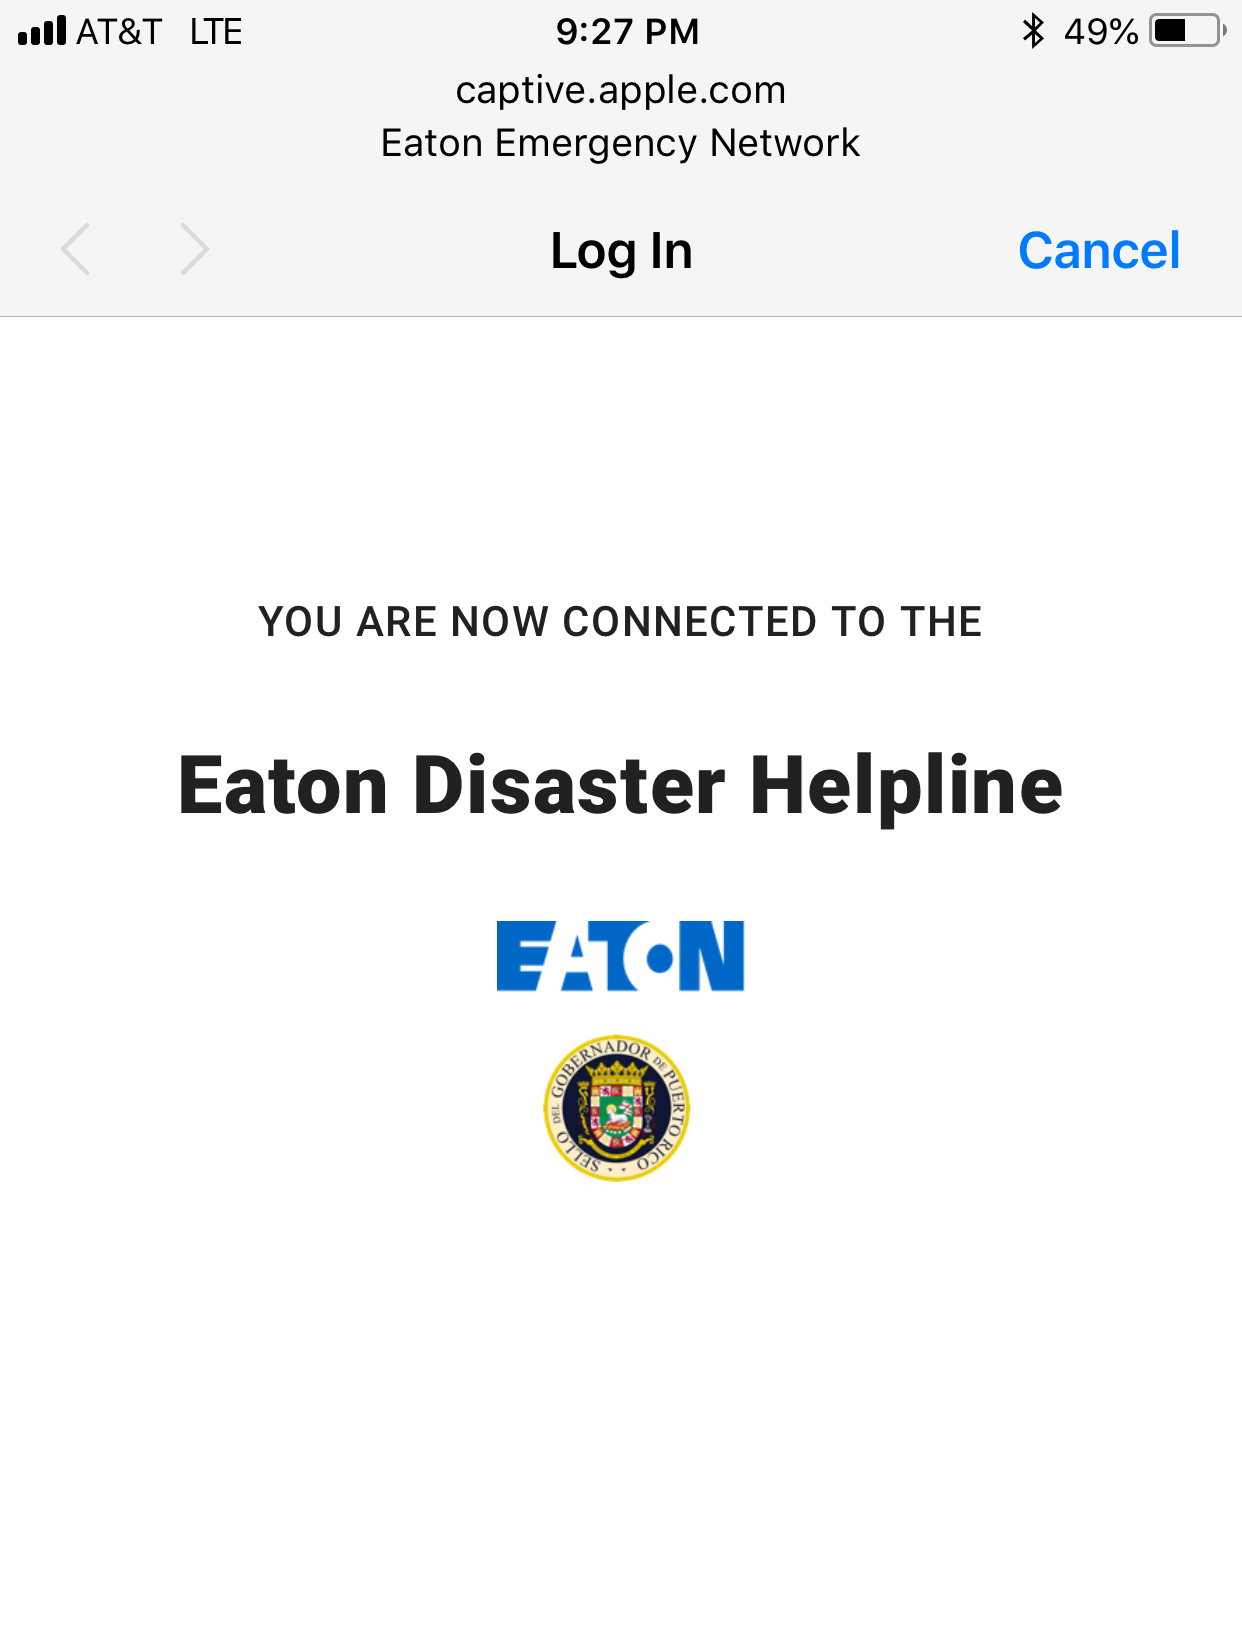 AT&T LTE 9:27 PM 49%
captive.apple.com
Eaton Emergency Network
Log In Cancel
YOU ARE NOW CONNECTED TO THE
Eaton Disaster Helpline
EATON
SELLO DEL GOBERNADOR DE PUERTO RICO